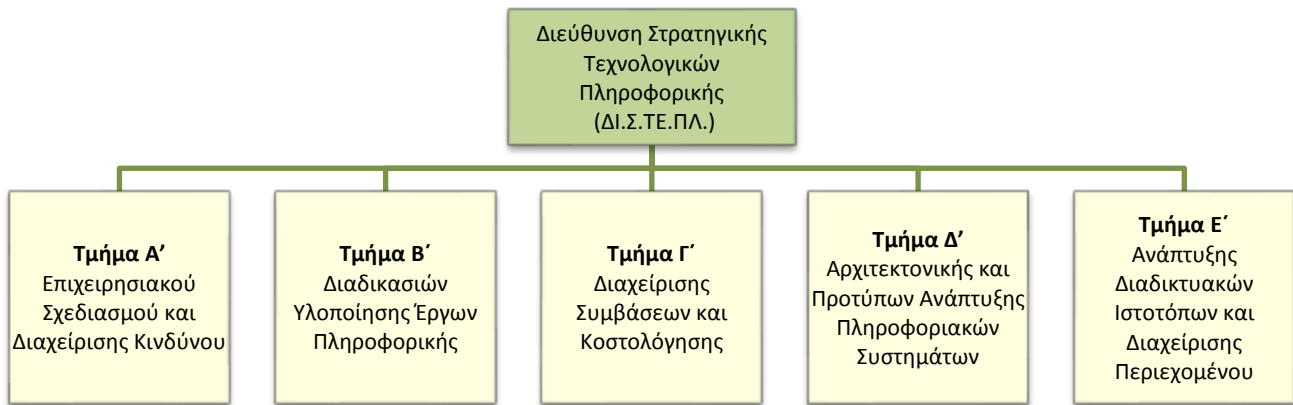 Διεύθυνση Στρατηγικής
Τεχνολογικών
Πληροφορικής
(ΔΙ.Σ.ΤΕ.ΠΛ.)
Τμήμα Α'
Επιχειρησιακού
Σχεδιασμού και
Διαχείρισης Κινδύνου
Τμήμα Β΄
Διαδικασιών
Υλοποίησης Έργων
Πληροφορικής
Τμήμα Γ΄
Διαχείρισης
Συμβάσεων και
Κοστολόγησης
Τμήμα Δ’
Αρχιτεκτονικής και
Προτύπων Ανάπτυξης
Πληροφοριακών
Συστημάτων
Τμήμα Ε΄
Ανάπτυξης
Διαδικτυακών
Ιστοτόπων και
Διαχείρισης
Περιεχομένου